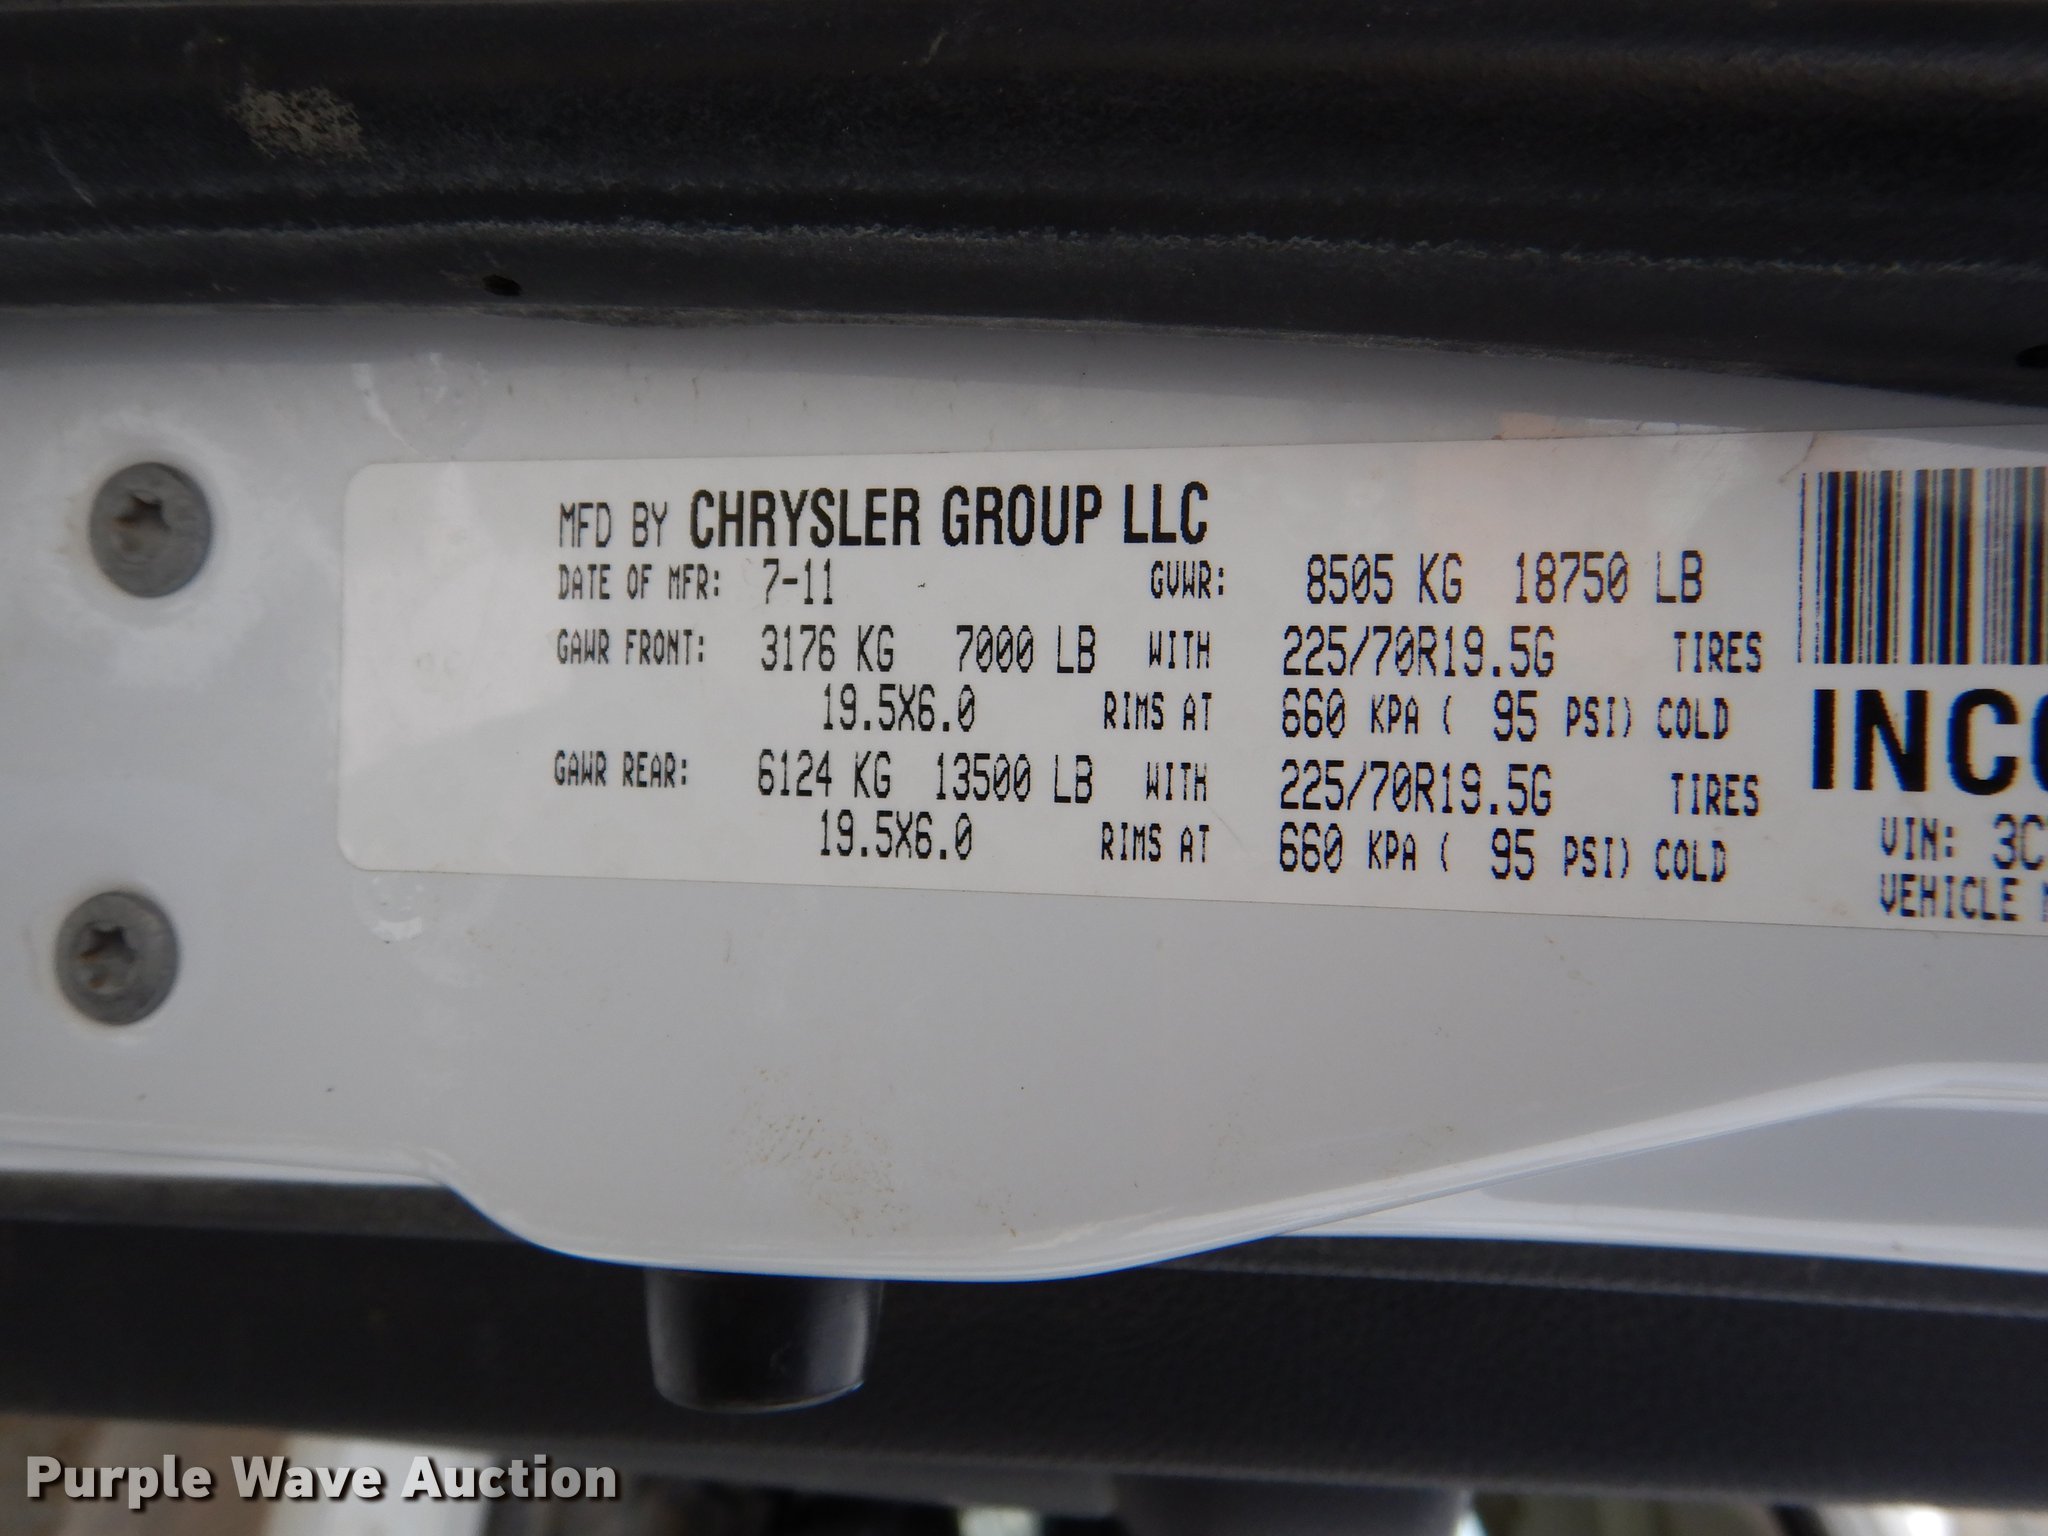 MFD BY CHRYSLER GROUP LLC
DATE OF MFR: 7-11 GVWR: 8505 KG 18750 LB
GAWR FRONT: 3176 KG 7000 LB WITH 225/70R19.5G TIRES
19.5X6.0 RIMS AT 660 KPA ( 95 PSI) COLD
GAWR REAR: 6124 KG 13500 LB WITH 225/70R19.5G TIRES
19.5X6.0 RIMS AT 660 KPA ( 95 PSI) COLD
VIN: 3C
VEHICLE
Purple Wave Auction